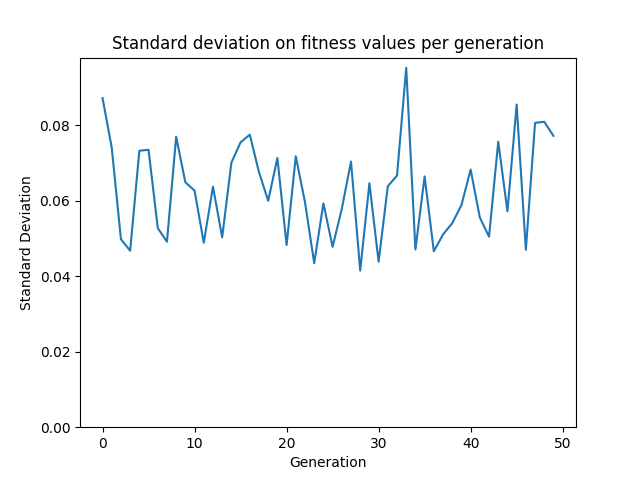 Standard deviation on fitness values per generation
Standard Deviation
0.08
0.06
0.04
0.02
0.00
0 10 20 30 40 50
Generation